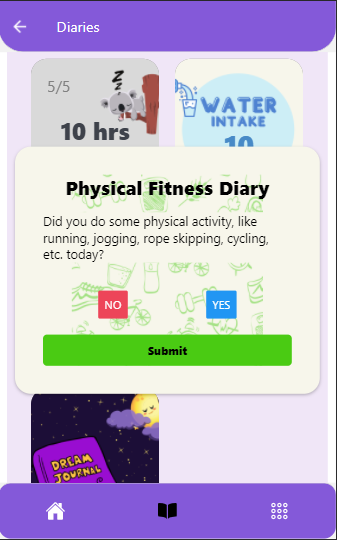 Diaries
5/5
Z
Z
Z
10 hrs
WATER
INTAKE
10
Physical Fitness Diary
Did you do some physical activity, like
running, jogging, rope skipping, cycling,
etc. today?
NO YES
Submit
DREAM
JOURNAL